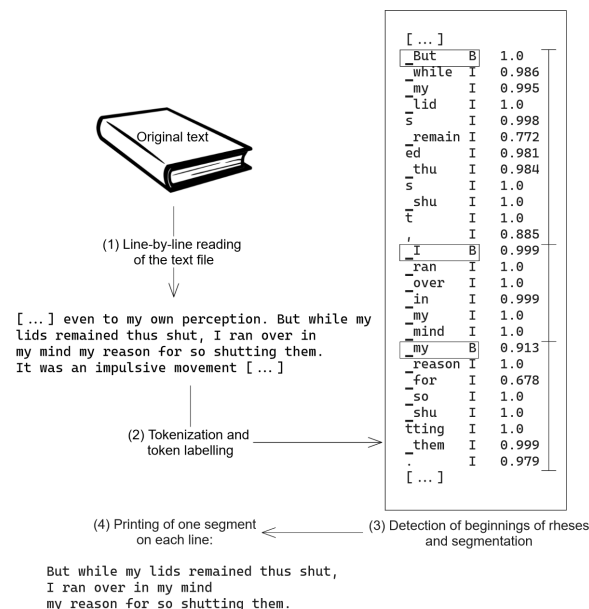 Original text
(1) Line-by-line reading
of the text file
[...] even to my own perception. But while my
lids remained thus shut, I ran over in
my mind my reason for so shutting them.
It was an impulsive movement [...]
(2) Tokenization and
token labelling
[...]
_But B 1.0
_while I 0.986
_my I 0.995
_lid I 1.0
s I 0.998
_remain I 0.772
ed I 0.981
_thu I 0.984
s I 1.0
_shu I 1.0
t I 1.0
, I 0.885
_I B 0.999
_ran I 1.0
_over I 1.0
_in I 0.999
_my I 1.0
_mind I 1.0
_my B 0.913
_reason I 1.0
_for I 0.678
_so I 1.0
_shu I 1.0
tting I 1.0
_them I 0.999
. I 0.979
[...]
(3) Detection of beginnings of rheses
and segmentation
(4) Printing of one segment
on each line:
But while my lids remained thus shut,
I ran over in my mind
my reason for so shutting them.